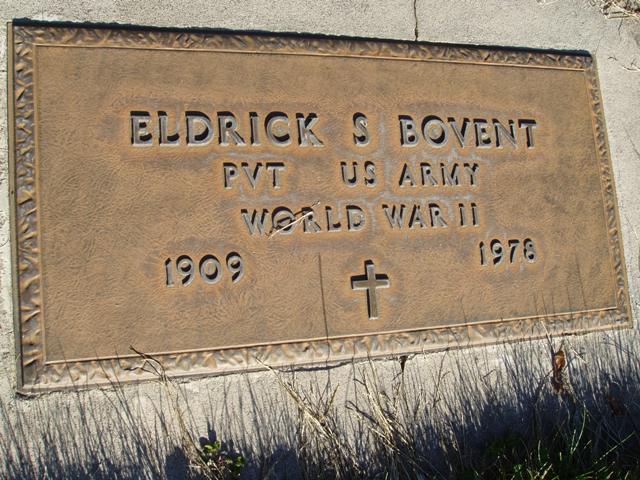 ELDRICK S BOVENT
PVT US ARMY
WORLD WAR II
1909 1978